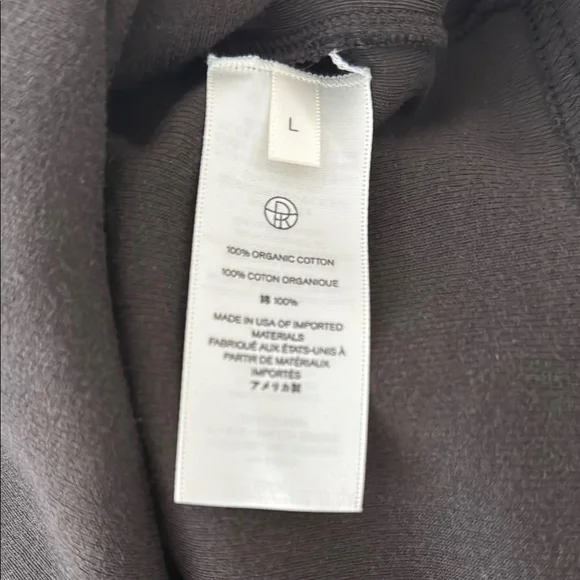 L
100% ORGANIC COTTON
100% COTON ORGANIQUE
綿 100%
MADE IN USA OF IMPORTED
MATERIALS
FABRIQUÉ AUX ÉTATS-UNIS À
PARTIR DE MATÉRIAUX
IMPORTÉS
アメリカ製